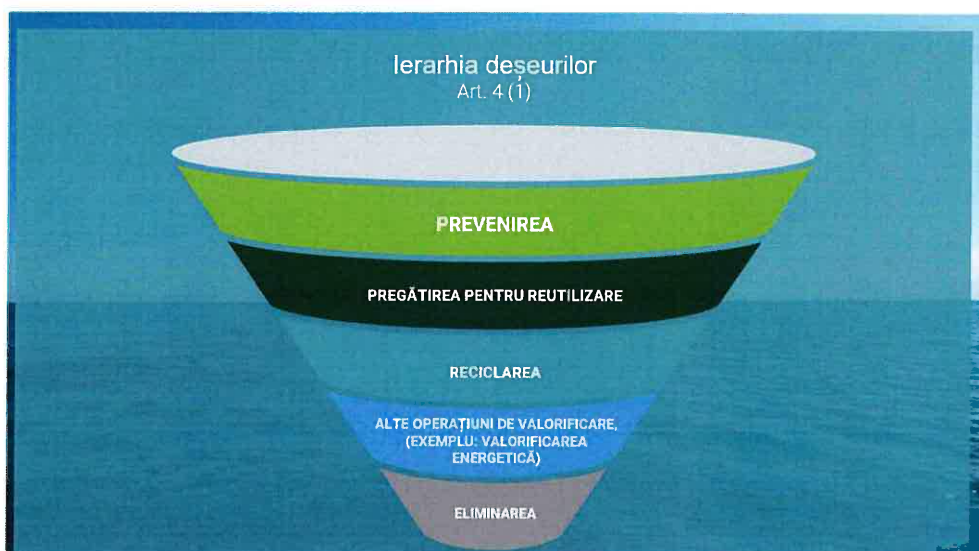 Ierarhia deșeurilor
Art. 4 (1)
PREVENIREA
PREGĂTIREA PENTRU REUTILIZARE
RECICLAREA
ALTE OPERAȚIUNI DE VALORIFICARE,
(EXEMPLU: VALORIFICAREA
ENERGETICĂ)
ELIMINAREA